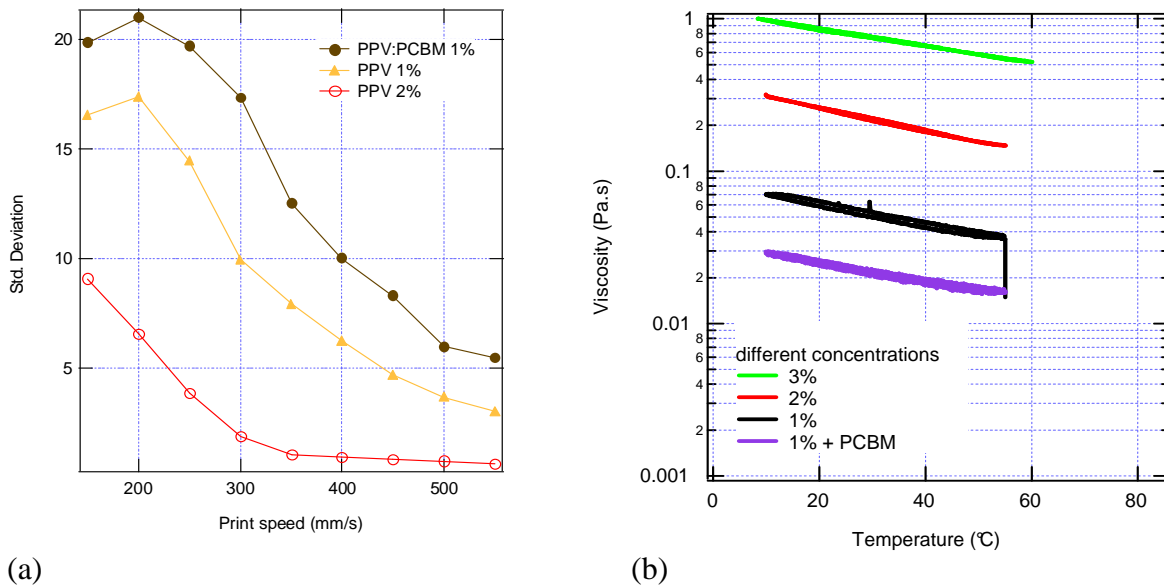 20
15
10
5
Std. Deviation
PPV:PCBM 1%
PPV 1%
PPV 2%
200
300
400
500
Print speed (mm/s)
(a)
1
8
6
4
2
0.1
8
6
4
2
0.01
8
6
4
2
0.001
Viscosity (Pa.s)
different concentrations
3%
2%
1%
1% + PCBM
0
20
40
60
80
Temperature (°C)
(b)